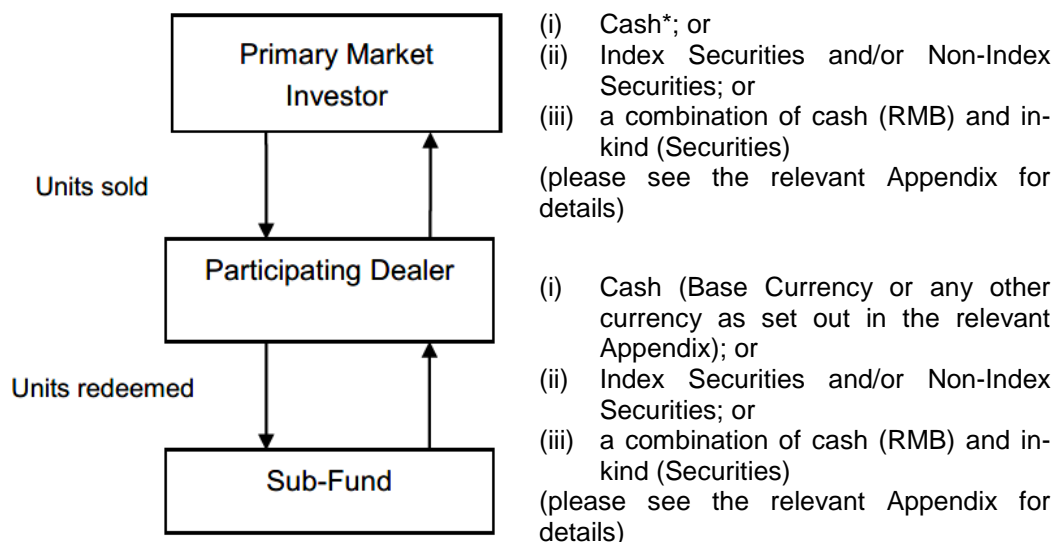 Primary Market
Investor
Units sold
Participating Dealer
Units redeemed
Sub-Fund
(i) Cash*; or
(ii) Index Securities and/or Non-Index
Securities; or
(iii) a combination of cash (RMB) and in-
kind (Securities)
(please see the relevant Appendix for
details)
(i) Cash (Base Currency or any other
currency as set out in the relevant
Appendix); or
(ii) Index Securities and/or Non-Index
Securities; or
(iii) a combination of cash (RMB) and in-
kind (Securities)
(please see the relevant Appendix for
details)